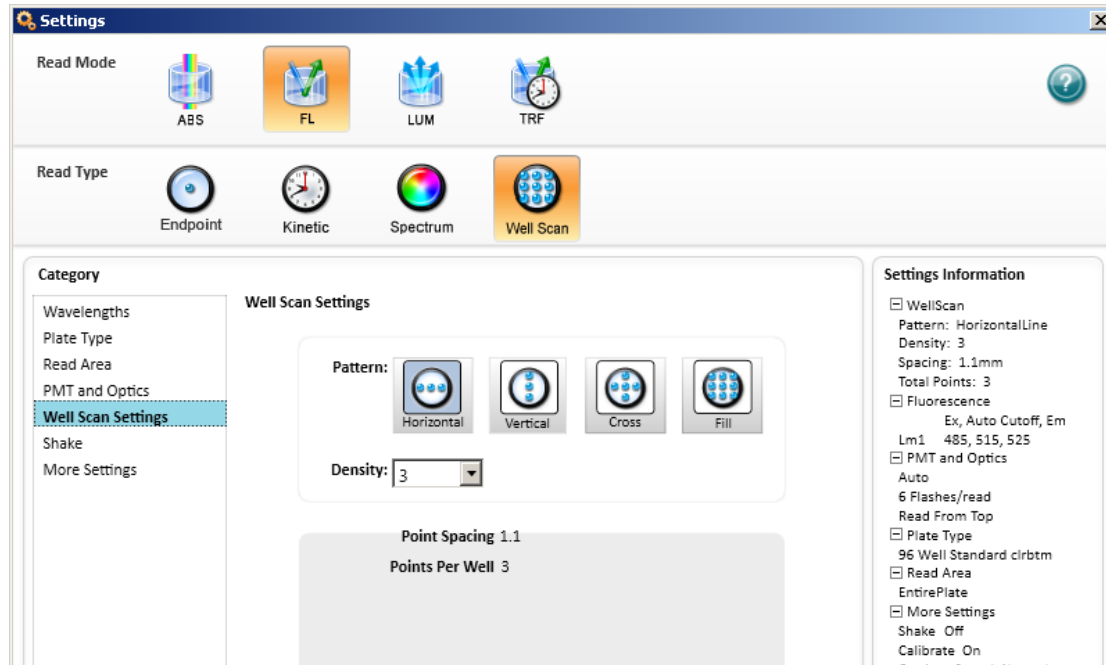 Settings
Read Mode
ABS
FL
LUM
TRF
?
Read Type
Endpoint
Kinetic
Spectrum
Well Scan
Category
Wavelengths
Plate Type
Read Area
PMT and Optics
Well Scan Settings
Shake
More Settings
Well Scan Settings
Pattern:
Horizontal
Vertical
Cross
Fill
Density: 3
Point Spacing 1.1
Points Per Well 3
Settings Information
WellScan
Pattern: HorizontalLine
Density: 3
Spacing: 1.1mm
Total Points: 3
Fluorescence
Ex, Auto Cutoff, Em
Lm1 485, 515, 525
PMT and Optics
Auto
6 Flashes/read
Read From Top
Plate Type
96 Well Standard clrbtm
Read Area
EntirePlate
More Settings
Shake Off
Calibrate On